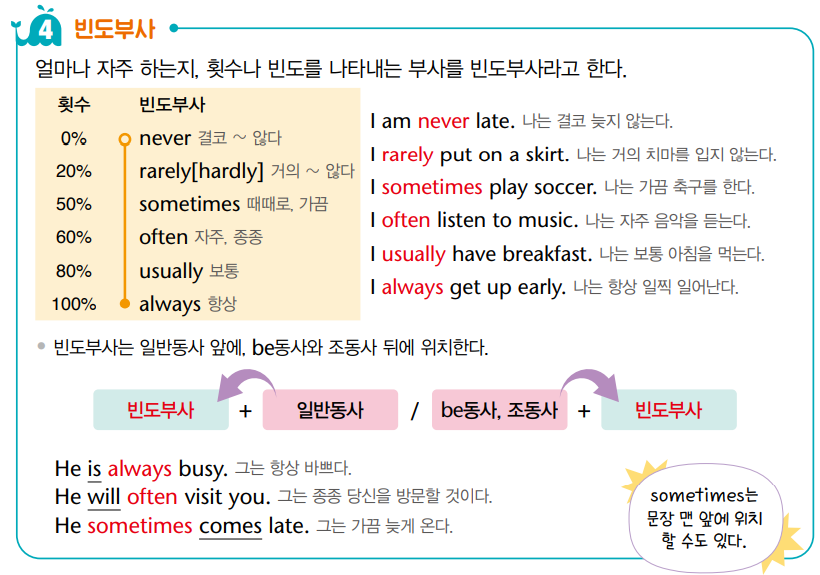 4 빈도부사
얼마나 자주 하는지, 횟수나 빈도를 나타내는 부사를 빈도부사라고 한다.
횟수 빈도부사
0% never 결코 ~ 않다
20% rarely[hardly] 거의 ~ 않다
50% sometimes 때때로, 가끔
60% often 자주, 종종
80% usually 보통
100% always 항상
I am never late. 나는 결코 늦지 않는다.
I rarely put on a skirt. 나는 거의 치마를 입지 않는다.
I sometimes play soccer. 나는 가끔 축구를 한다.
I often listen to music. 나는 자주 음악을 듣는다.
I usually have breakfast. 나는 보통 아침을 먹는다.
I always get up early. 나는 항상 일찍 일어난다.
• 빈도부사는 일반동사 앞에, be동사와 조동사 뒤에 위치한다.
빈도부사 + 일반동사 / be동사, 조동사 + 빈도부사
He is always busy. 그는 항상 바쁘다.
He will often visit you. 그는 종종 당신을 방문할 것이다.
He sometimes comes late. 그는 가끔 늦게 온다.
sometimes는
문장 맨 앞에 위치
할 수도 있다.